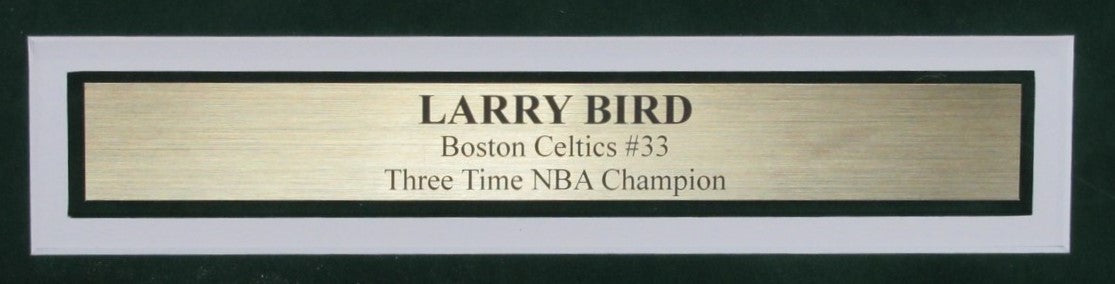 LARRY BIRD
Boston Celtics #33
Three Time NBA Champion